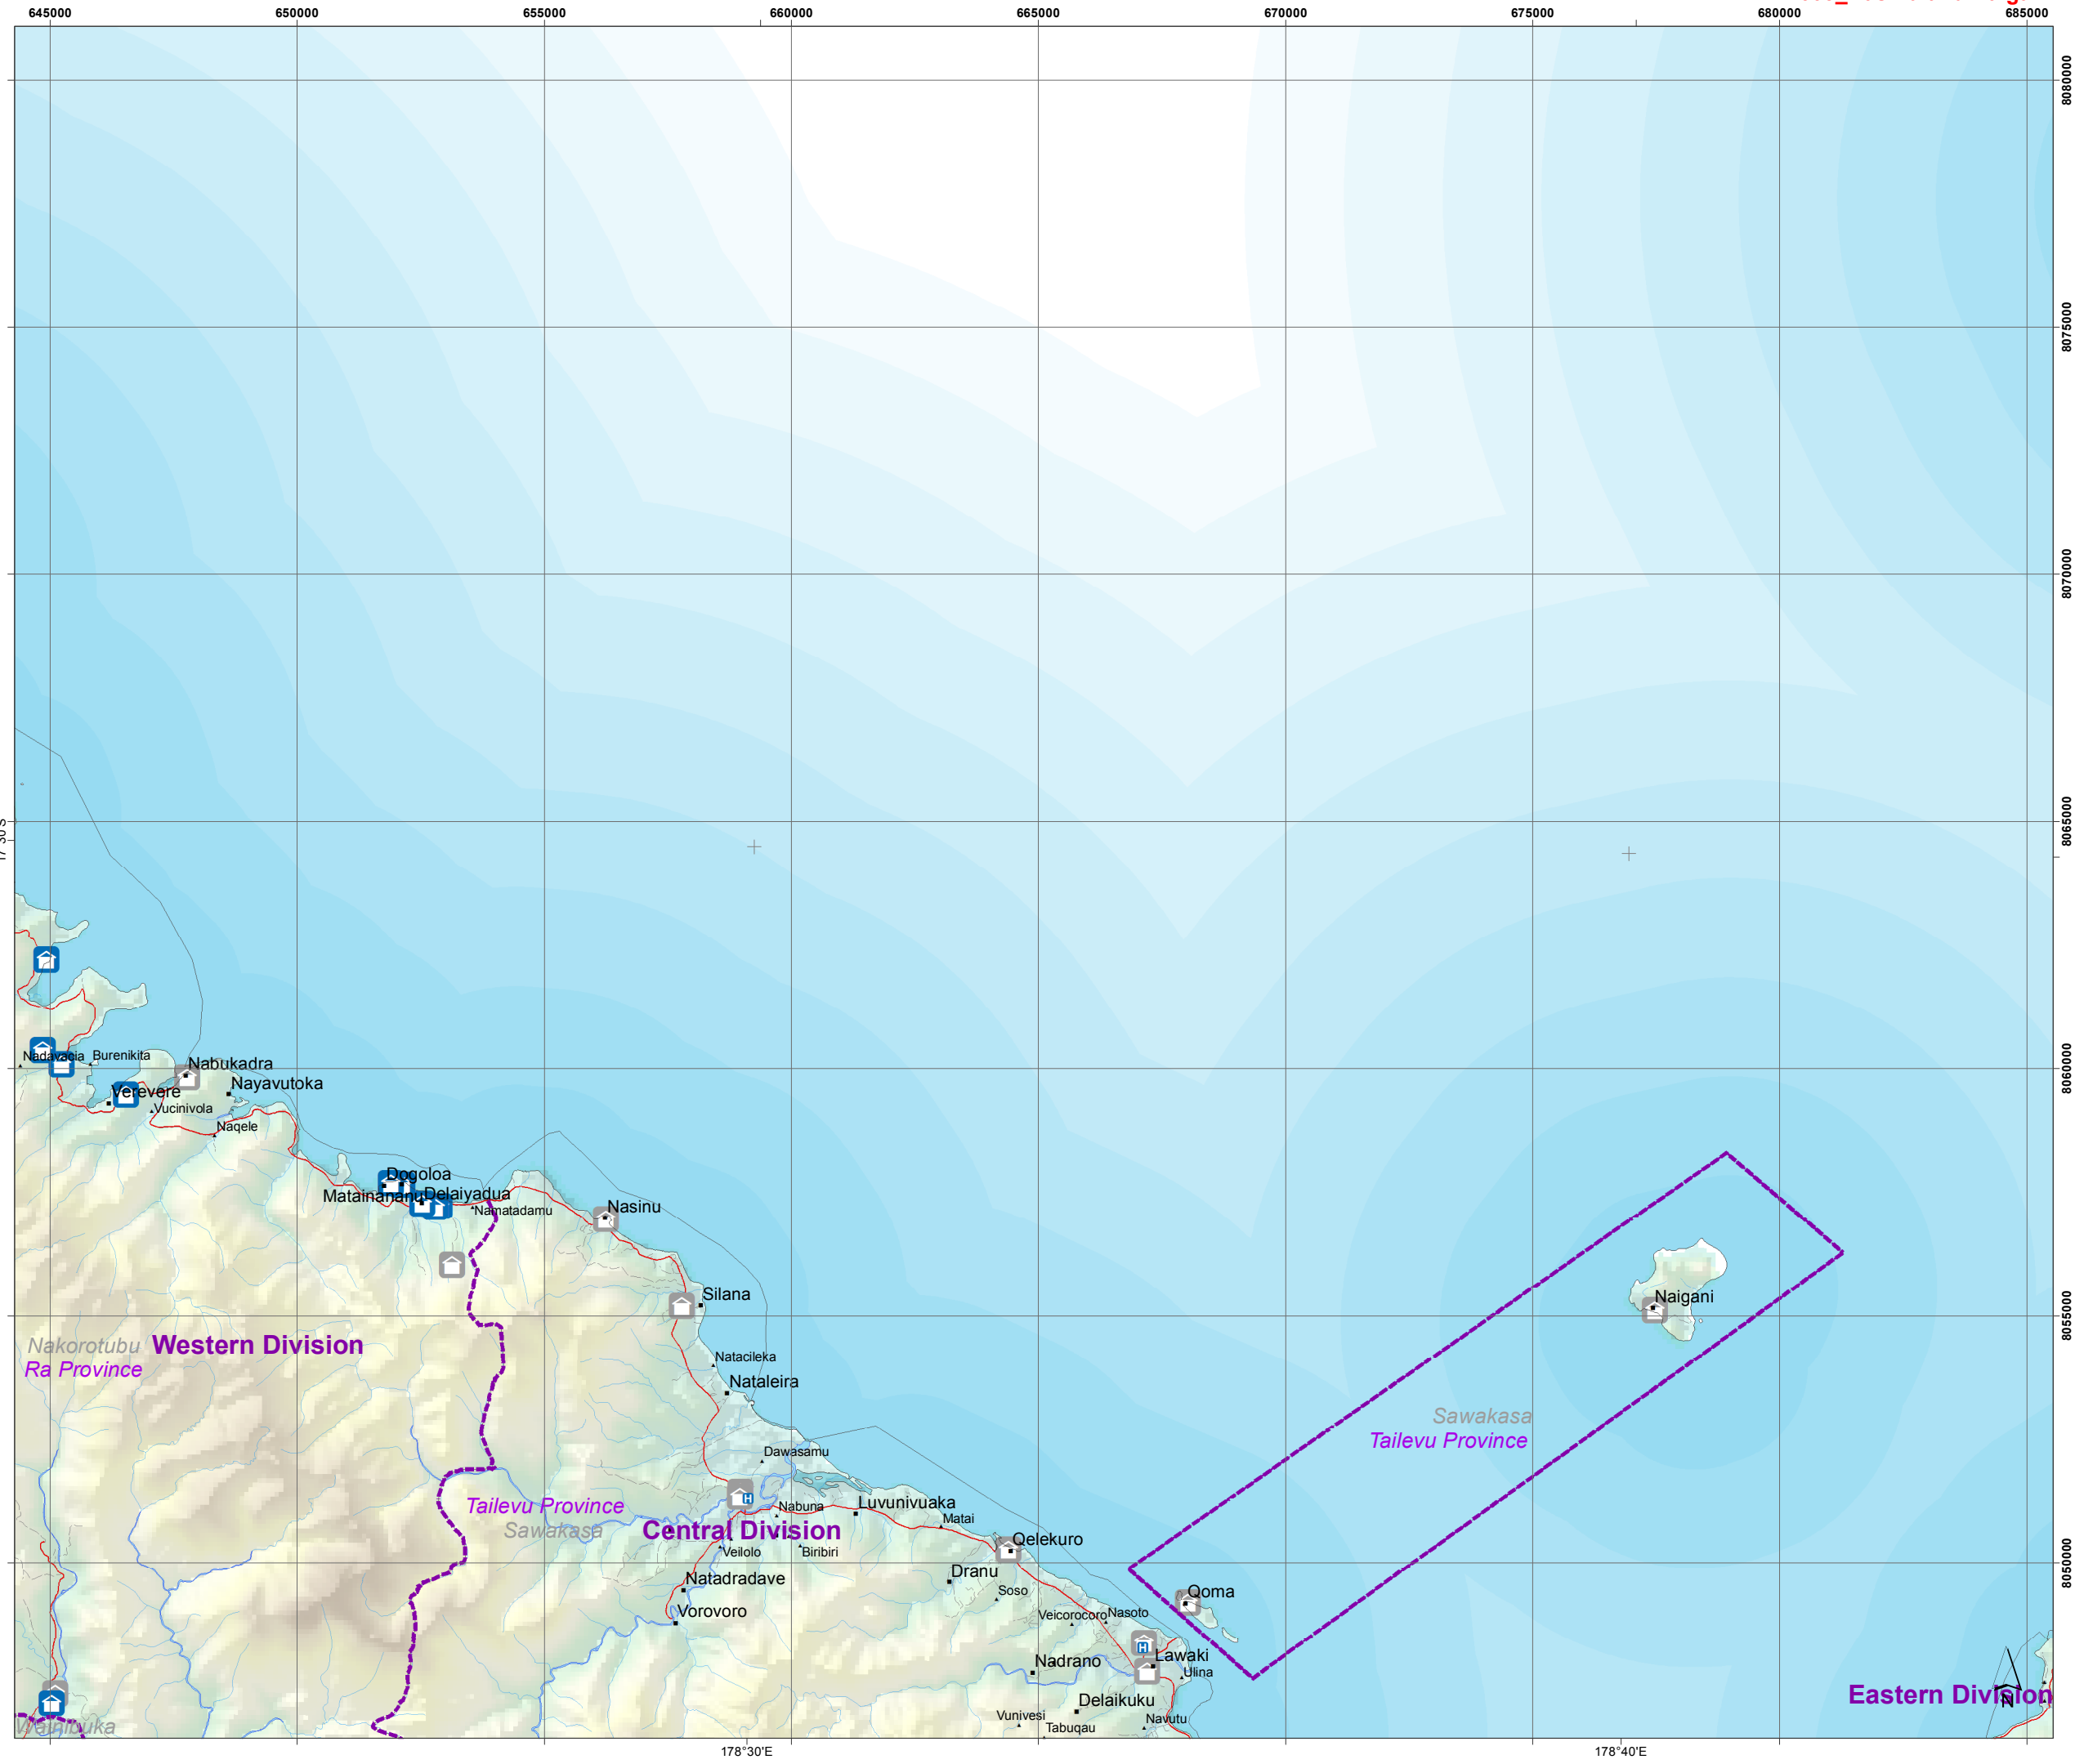 645000 650000 655000 660000 665000 670000 675000 680000 685000
8080000
8075000
8070000
8065000
8060000
8055000
8050000
Nadavacia
Burenikita
Nabukadra
Nayavutoka
Verevere
Vucinivola
Naqele
Dogoloa
Matainananu
Delaiyadua
Namatadamu
Nasinu
Silana
Naigani
Nakorotubu
Western Division
Ra Province
Natacileka
Nataleira
Sawakasa
Tailevu Province
Dawasamu
Tailevu Province
Sawakasa
Central Division
Nabuna
Luvunivuaka
Matai
Veilolo
Biribiri
Qelekuro
Natadradave
Dranu
Soso
Qoma
Vorovoro
Veicorocoro
Nasoto
H
H
Nadrano
Lawaki
Ulina
Delaikuku
Vunivesi
Tabuqau
Navutu
Eastern Division
N
Wainibuka
178°30'E
178°40'E